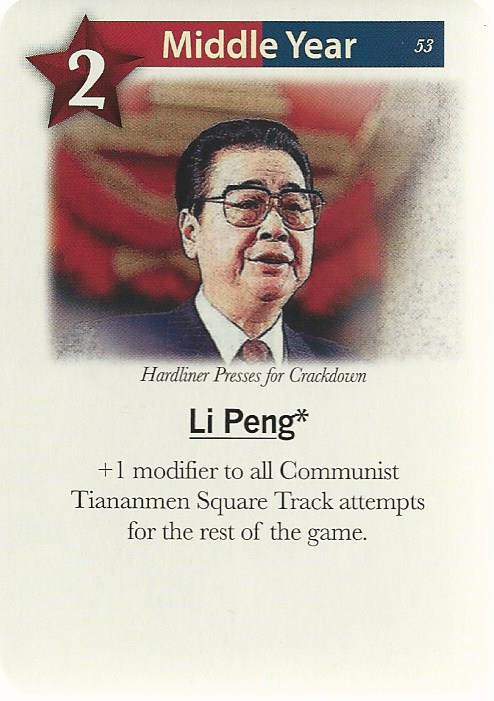 2
Middle Year 53
Hardliner Presses for Crackdown
Li Peng*
+1 modifier to all Communist
Tiananmen Square Track attempts
for the rest of the game.